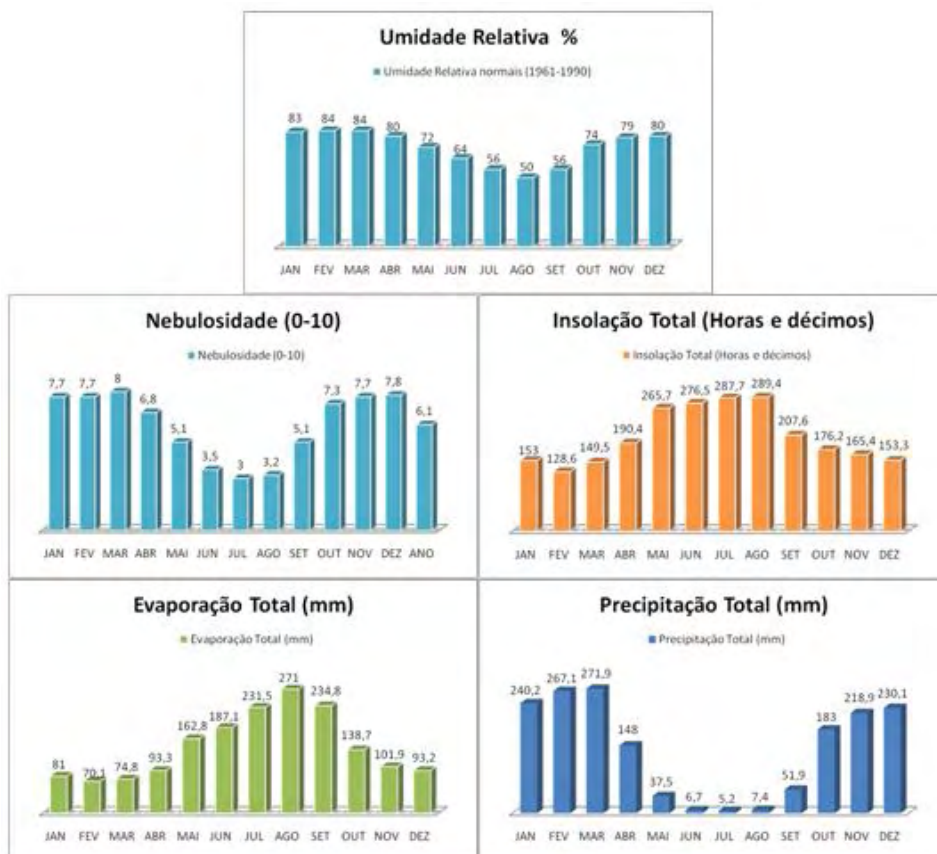 Umidade Relativa %
Umidade Relativa normais (1961-1990)
83 84 84 80 72 64 56 50 56 74 79 80
JAN FEV MAR ABR MAI JUN JUL AGO SET OUT NOV DEZ
Nebulosidade (0-10)
Nebulosidade (0-10)
7,7 7,7 8 6,8 5,1 3,5 3 3,2 5,1 7,3 7,7 7,8 6,1
JAN FEV MAR ABR MAI JUN JUL AGO SET OUT NOV DEZ ANO
Insolação Total (Horas e décimos)
Insolação Total (Horas e décimos)
153 128,6 149,5 190,4 265,7 276,5 287,7 289,4 207,6 176,2 165,4 153,3
JAN FEV MAR ABR MAI JUN JUL AGO SET OUT NOV DEZ
Evaporação Total (mm)
Evaporação Total (mm)
81 70,1 74,8 93,3 162,8 187,1 231,5 271 234,8 138,7 101,9 93,2
JAN FEV MAR ABR MAI JUN JUL AGO SET OUT NOV DEZ
Precipitação Total (mm)
Precipitação Total (mm)
240,2 267,1 271,9 148 37,5 6,7 5,2 7,4 51,9 183 218,9 230,1
JAN FEV MAR ABR MAI JUN JUL AGO SET OUT NOV DEZ